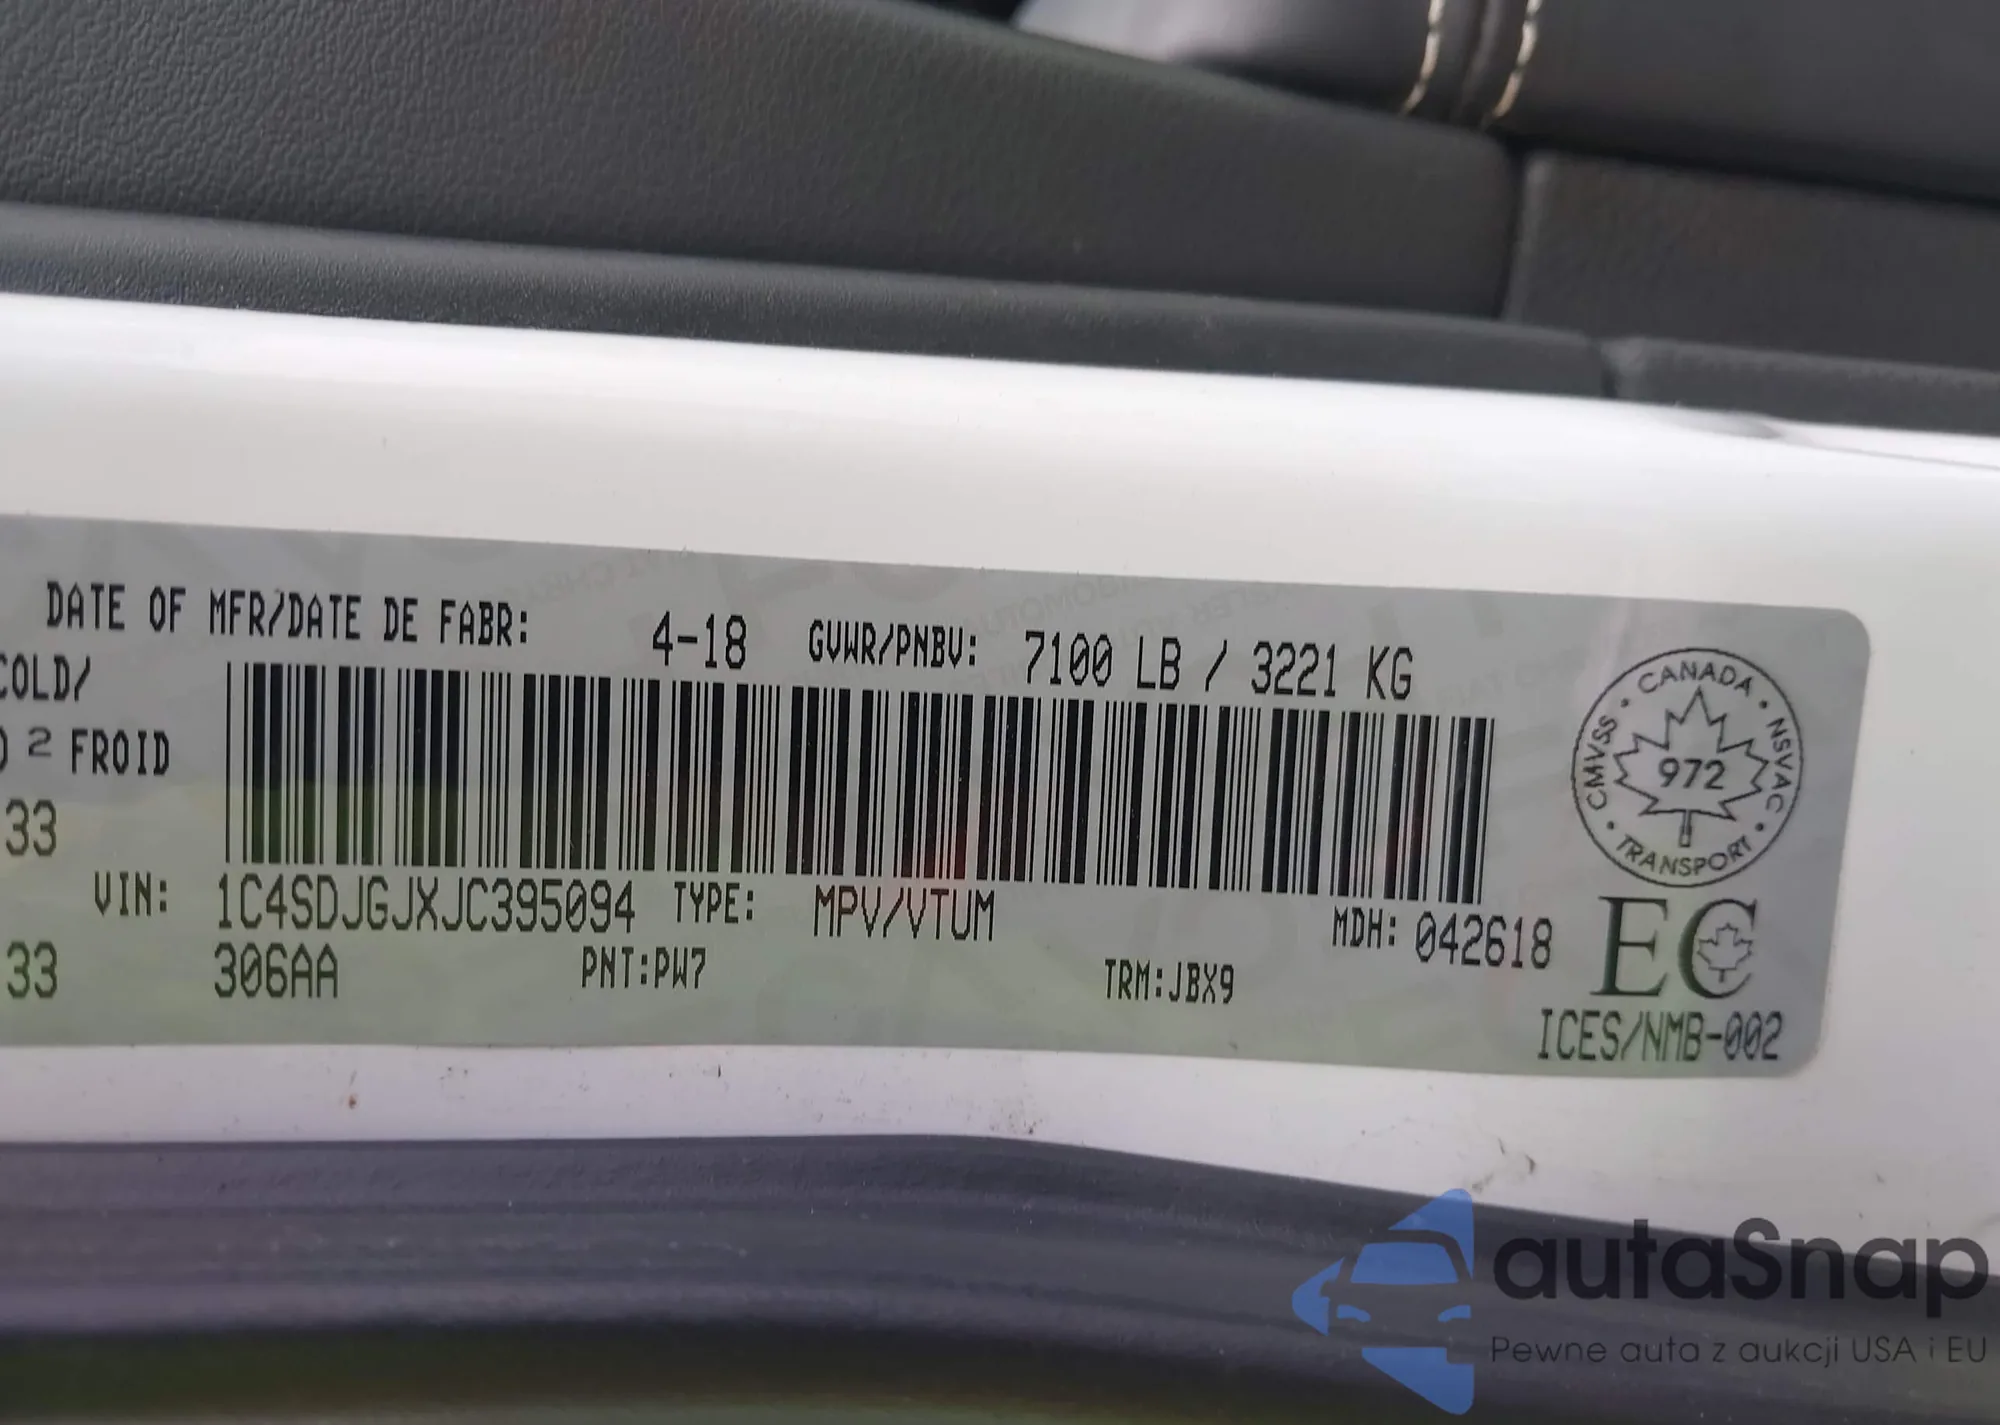 DATE OF MFR/DATE DE FABR: 4-18 GVWR/PNBV: 7100 LB / 3221 KG
COLD/
2 FROID
33
VIN: 1C4SDJGJXJC395094 TYPE: MPV/VTUM MDH: 042618
33 306AA PNT:PW7 TRM:JBX9
CANADA
CMVSS
NSVAC
972
TRANSPORT
EC
ICES/NMB-002
autaSnap
Pewne auta z aukcji USA i EU